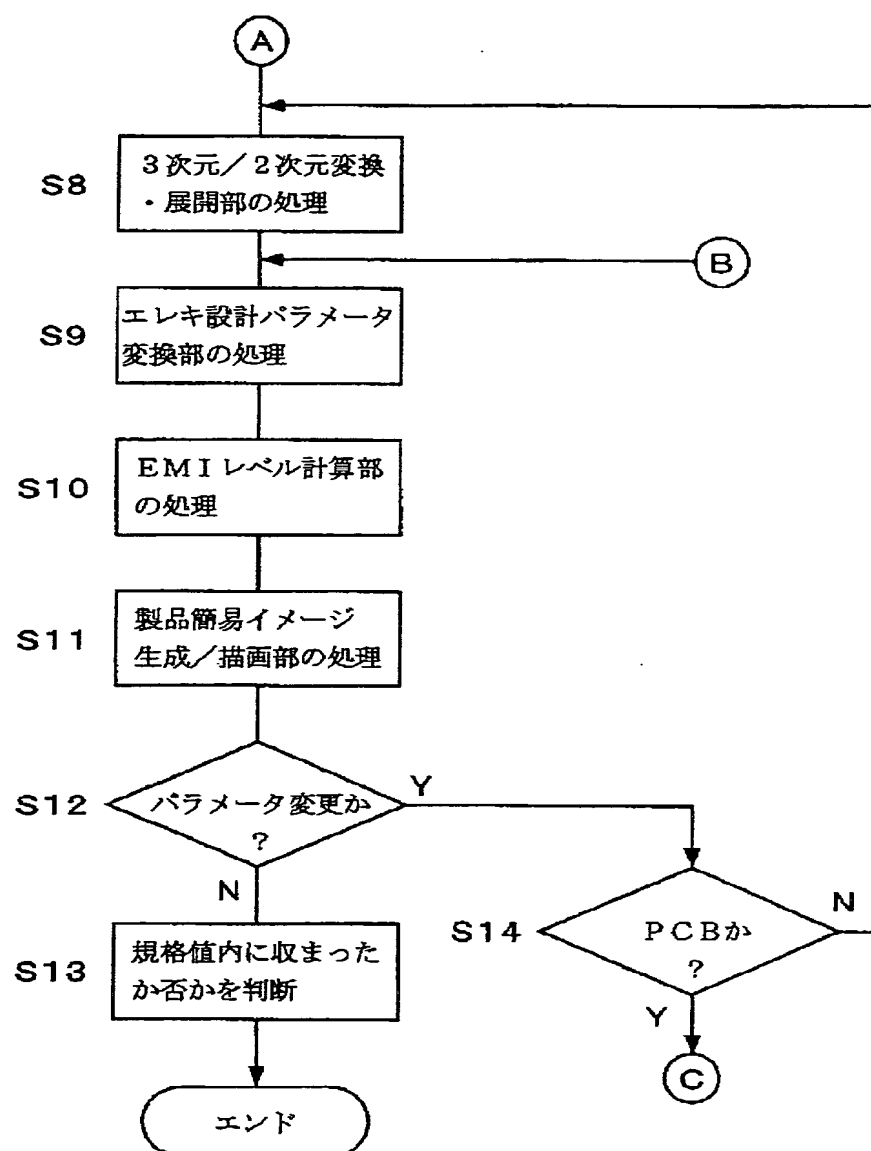 A
S8
３次元／２次元変換
・展開部の処理
B
S9
エレキ設計パラメータ
変換部の処理
S10
ＥＭＩレベル計算部
の処理
S11
製品簡易イメージ
生成／描画部の処理
S12
パラメータ変更か
？
Y
N
S13
規格値内に収まった
か否かを判断
S14
ＰＣＢか
？
N
Y
C
エンド